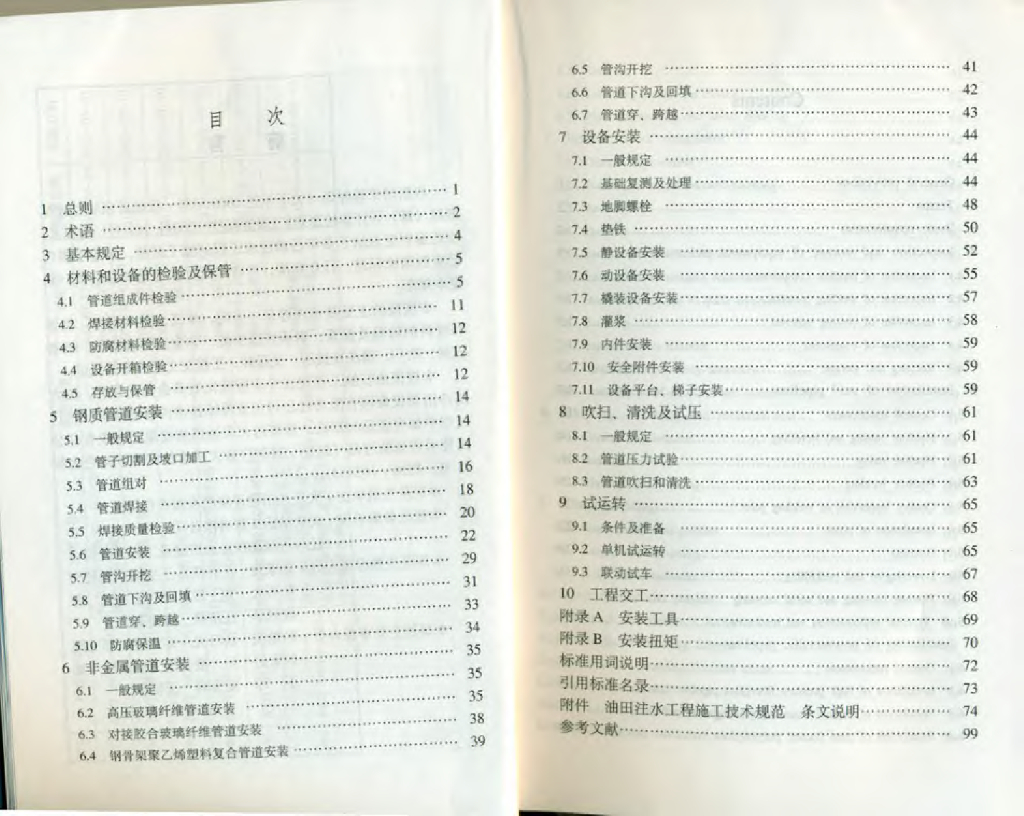 目 次
1 总则 …… 1
2 术语 …… 2
3 基本规定 …… 4
4 材料和设备的检验及保管 …… 5
4.1 管道组成件检验 …… 5
4.2 焊接材料检验 …… 11
4.3 防腐材料检验 …… 12
4.4 设备开箱检验 …… 12
4.5 存放与保管 …… 12
5 钢质管道安装 …… 14
5.1 一般规定 …… 14
5.2 管子切割及坡口加工 …… 14
5.3 管道组对 …… 16
5.4 管道焊接 …… 18
5.5 焊接质量检验 …… 20
5.6 管道安装 …… 22
5.7 管沟开挖 …… 29
5.8 管道下沟及回填 …… 31
5.9 管道穿、跨越 …… 33
5.10 防腐保温 …… 34
6 非金属管道安装 …… 35
6.1 一般规定 …… 35
6.2 高压玻璃纤维管道安装 …… 35
6.3 对接胶合玻璃纤维管道安装 …… 38
6.4 钢骨架聚乙烯塑料复合管道安装 …… 39
6.5 管沟开挖 …… 41
6.6 管道下沟及回填 …… 42
6.7 管道穿、跨越 …… 43
7 设备安装 …… 44
7.1 一般规定 …… 44
7.2 基础复测及处理 …… 44
7.3 地脚螺栓 …… 48
7.4 垫铁 …… 50
7.5 静设备安装 …… 52
7.6 动设备安装 …… 55
7.7 橇装设备安装 …… 57
7.8 灌浆 …… 58
7.9 内件安装 …… 59
7.10 安全附件安装 …… 59
7.11 设备平台、梯子安装 …… 59
8 吹扫、清洗及试压 …… 61
8.1 一般规定 …… 61
8.2 管道压力试验 …… 61
8.3 管道吹扫和清洗 …… 63
9 试运转 …… 65
9.1 条件及准备 …… 65
9.2 单机试运转 …… 65
9.3 联动试车 …… 67
10 工程交工 …… 68
附录 A 安装工具 …… 69
附录 B 安装扭矩 …… 70
标准用词说明 …… 72
引用标准名录 …… 73
附件 油田注水工程施工技术规范 条文说明 …… 74
参考文献 …… 99